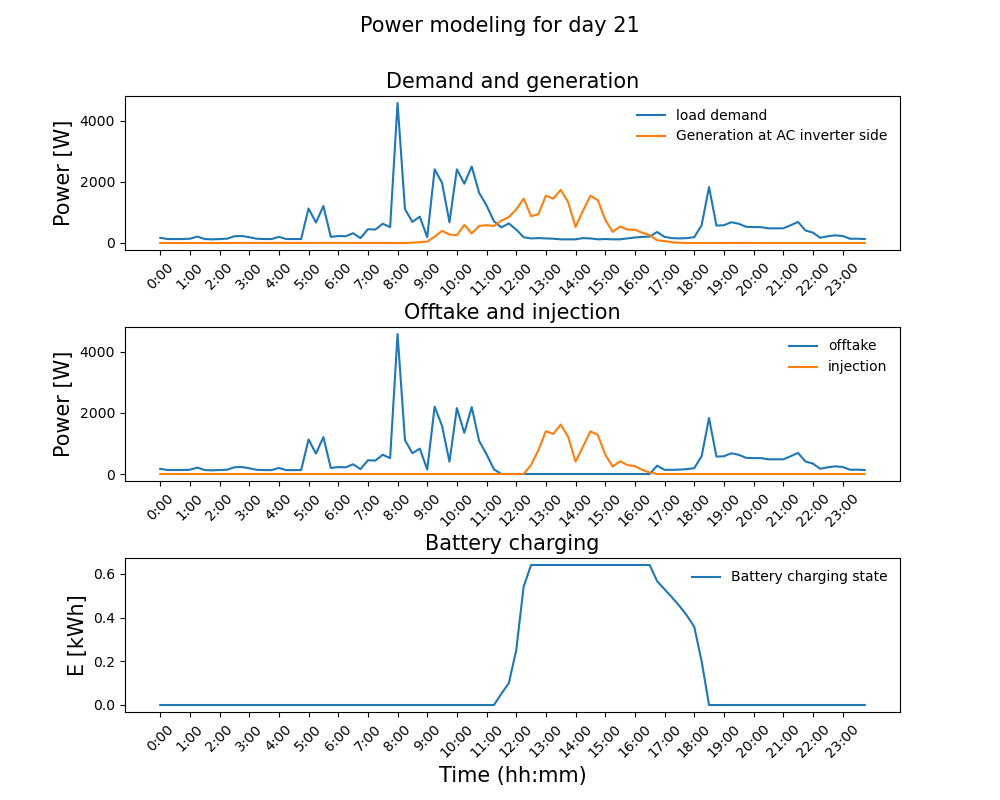 Power modeling for day 21
Demand and generation
Power [W]
4000
2000
0
load demand
Generation at AC inverter side
0:00 1:00 2:00 3:00 4:00 5:00 6:00 7:00 8:00 9:00 10:00 11:00 12:00 13:00 14:00 15:00 16:00 17:00 18:00 19:00 20:00 21:00 22:00 23:00
Offtake and injection
Power [W]
4000
2000
0
offtake
injection
0:00 1:00 2:00 3:00 4:00 5:00 6:00 7:00 8:00 9:00 10:00 11:00 12:00 13:00 14:00 15:00 16:00 17:00 18:00 19:00 20:00 21:00 22:00 23:00
Battery charging
E [kWh]
0.6
0.4
0.2
0.0
Battery charging state
0:00 1:00 2:00 3:00 4:00 5:00 6:00 7:00 8:00 9:00 10:00 11:00 12:00 13:00 14:00 15:00 16:00 17:00 18:00 19:00 20:00 21:00 22:00 23:00
Time (hh:mm)